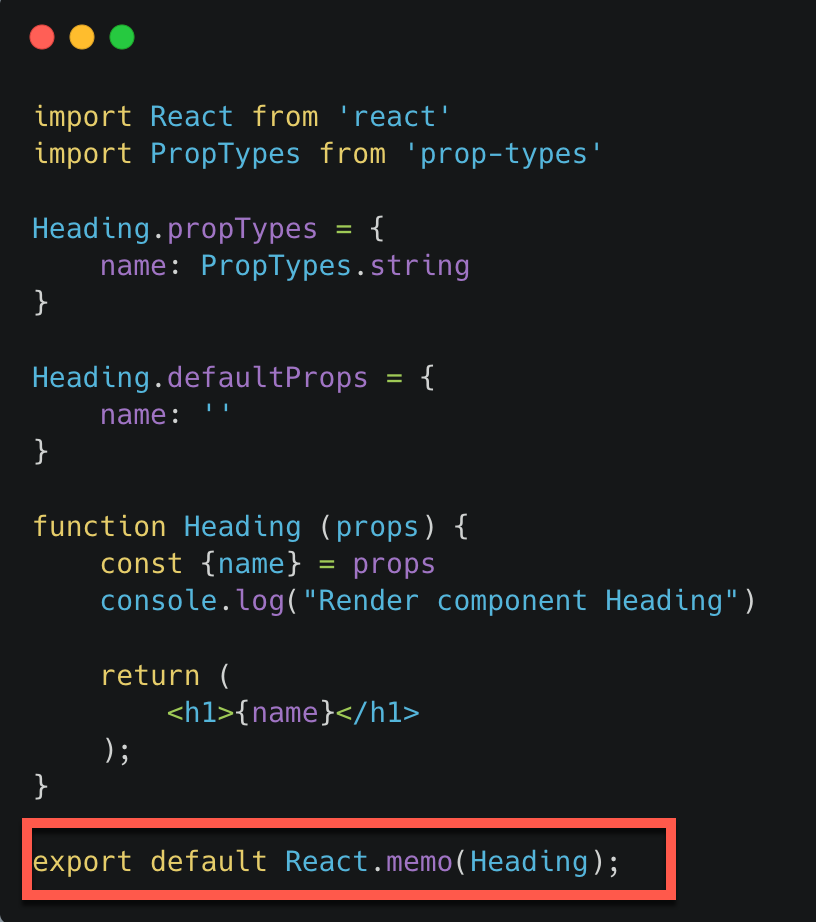 import React from 'react'
import PropTypes from 'prop-types'
Heading.propTypes = {
    name: PropTypes.string
}
Heading.defaultProps = {
    name: ''
}
function Heading (props) {
    const {name} = props
    console.log("Render component Heading")
    return (
        <h1>{name}</h1>
    );
}
export default React.memo(Heading);